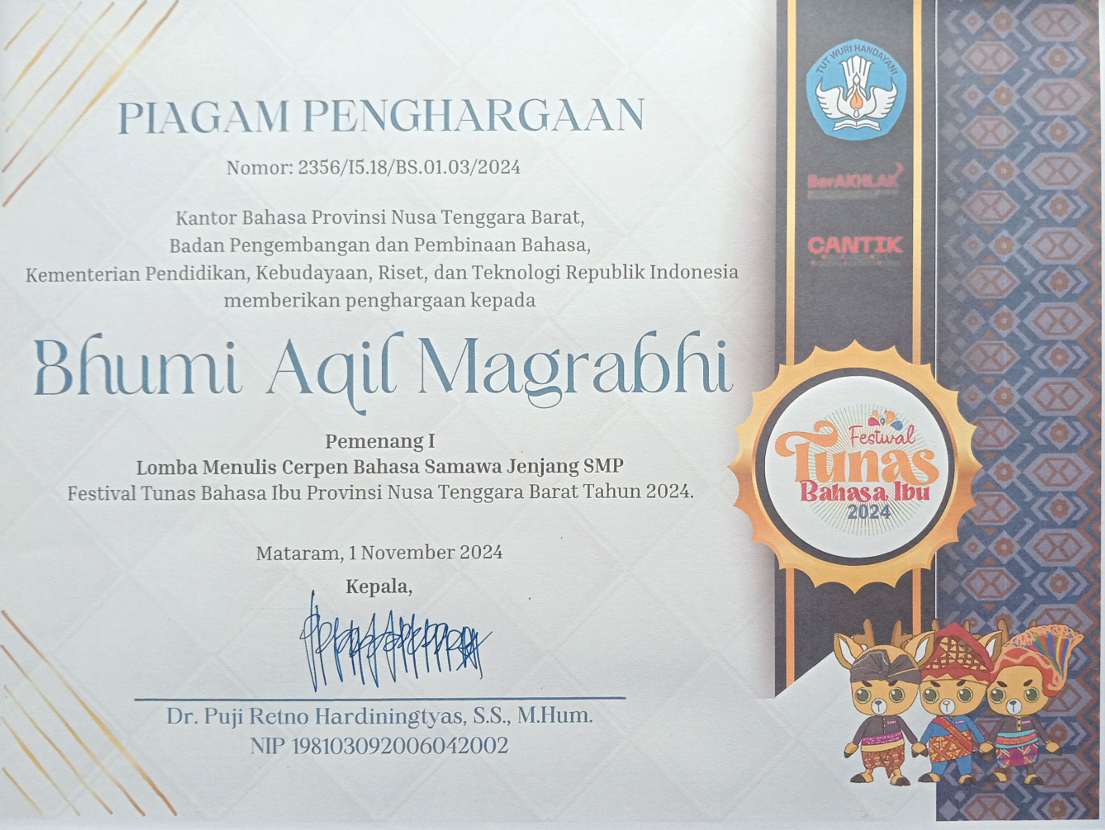 PIAGAM PENGHARGAAN
Nomor: 2356/I5.18/BS.01.03/2024
Kantor Bahasa Provinsi Nusa Tenggara Barat,
Badan Pengembangan dan Pembinaan Bahasa,
Kementerian Pendidikan, Kebudayaan, Riset, dan Teknologi Republik Indonesia
memberikan penghargaan kepada
Bhumi Aqil Magrabhi
Pemenang I
Lomba Menulis Cerpen Bahasa Samawa Jenjang SMP
Festival Tunas Bahasa Ibu Provinsi Nusa Tenggara Barat Tahun 2024.
Mataram, 1 November 2024
Kepala,
Dr. Puji Retno Hardiningtyas, S.S., M.Hum.
NIP 198103092006042002
TUT WURI HANDAYANI
BerAKHLAK
CANTIK
Festival
Tunas
Bahasa Ibu
2024